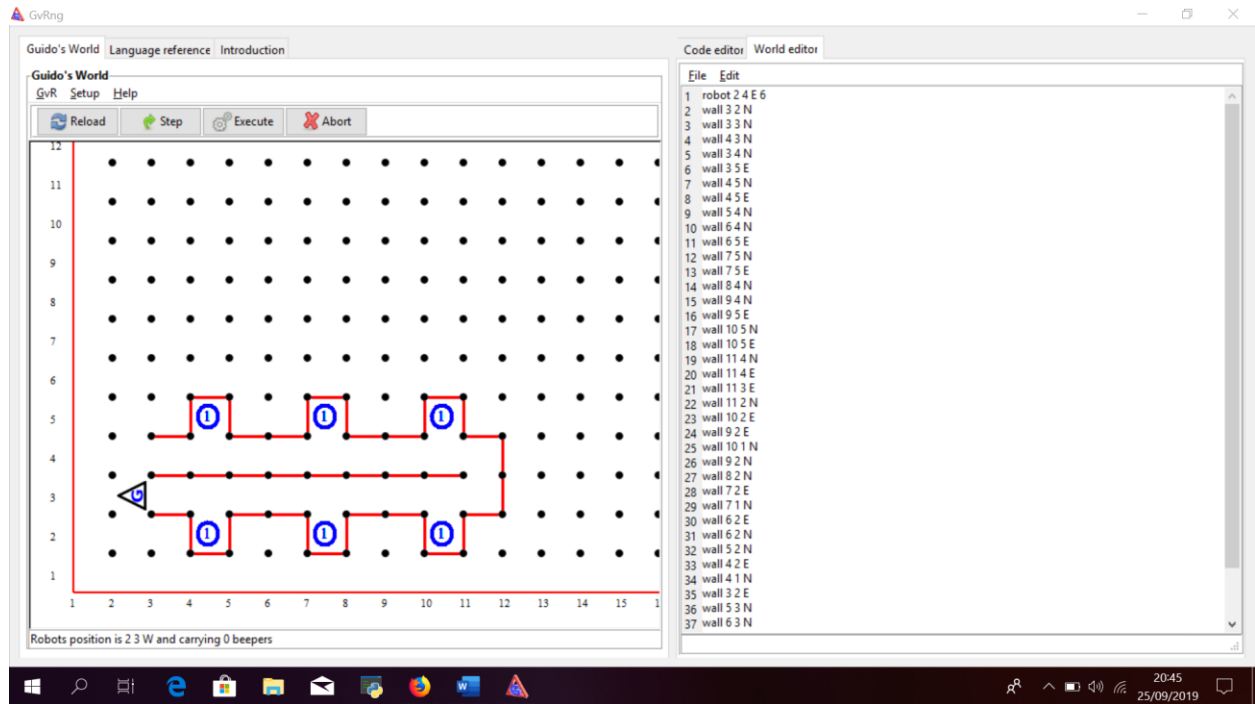 GvRng
Guido's World Language reference Introduction
Guido's World
GvR Setup Help
Reload Step Execute Abort
12
11
10
9
8
7
6
5
4
3
2
1
1 1 1
G
1 1 1
1 2 3 4 5 6 7 8 9 10 11 12 13 14 15 1
Robots position is 2 3 W and carrying 0 beepers
Code editor World editor
File Edit
1 robot 2 4 E 6
2 wall 3 2 N
3 wall 3 3 N
4 wall 4 3 N
5 wall 3 4 N
6 wall 3 5 E
7 wall 4 5 N
8 wall 4 5 E
9 wall 5 4 N
10 wall 6 4 N
11 wall 6 5 E
12 wall 7 5 N
13 wall 7 5 E
14 wall 8 4 N
15 wall 9 4 N
16 wall 9 5 E
17 wall 10 5 N
18 wall 10 5 E
19 wall 11 4 N
20 wall 11 4 E
21 wall 11 3 E
22 wall 11 2 N
23 wall 10 2 E
24 wall 9 2 E
25 wall 10 1 N
26 wall 9 2 N
27 wall 8 2 N
28 wall 7 2 E
29 wall 7 1 N
30 wall 6 2 E
31 wall 6 2 N
32 wall 5 2 N
33 wall 4 2 E
34 wall 4 1 N
35 wall 3 2 E
36 wall 5 3 N
37 wall 6 3 N
20:45
25/09/2019